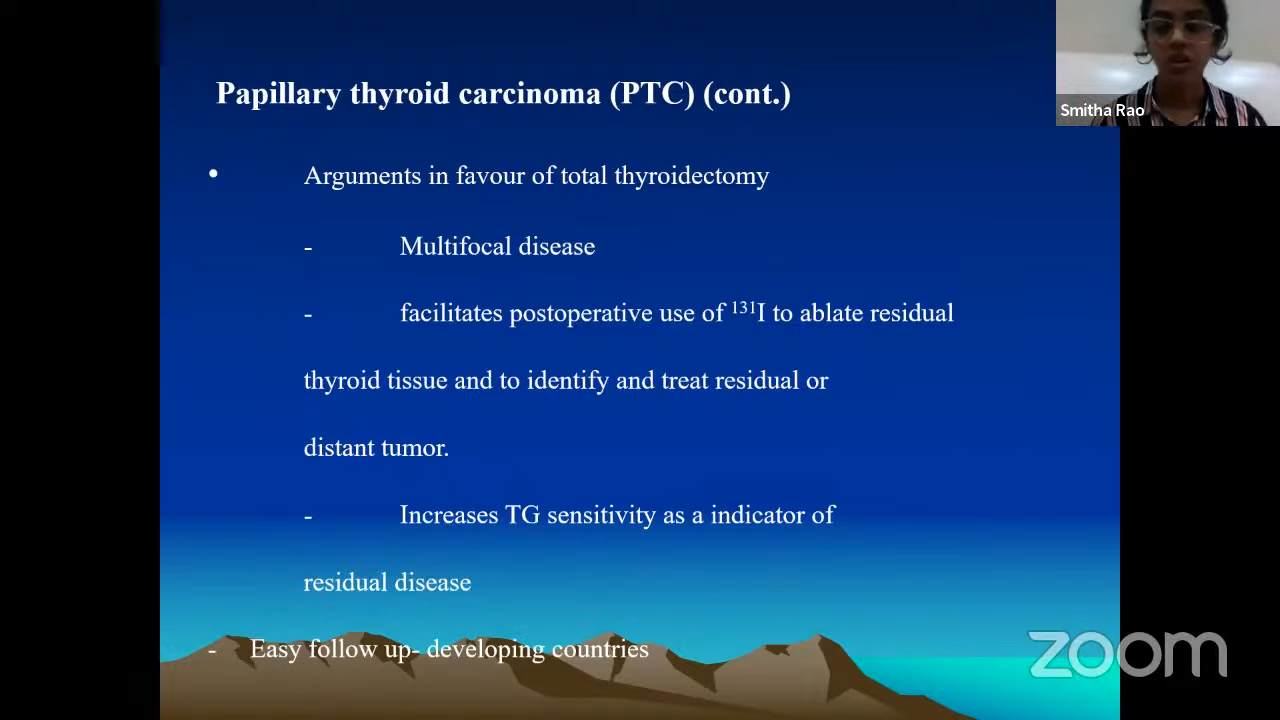 Papillary thyroid carcinoma (PTC) (cont.)
Smitha Rao
• Arguments in favour of total thyroidectomy
- Multifocal disease
- facilitates postoperative use of ¹³¹I to ablate residual
thyroid tissue and to identify and treat residual or
distant tumor.
- Increases TG sensitivity as a indicator of
residual disease
- Easy follow up- developing countries
zoom